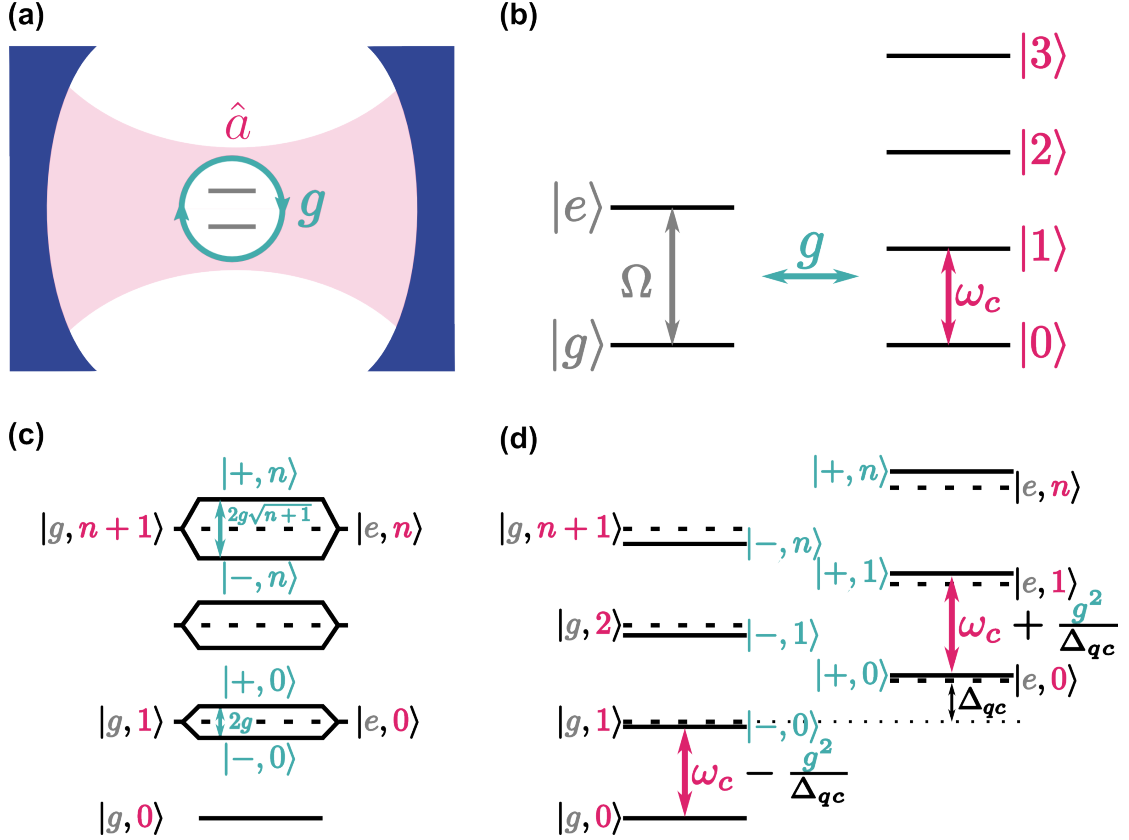 (a)
â
g
(b)
|3⟩
|2⟩
|e⟩
|1⟩
g
Ω
ω_c
|g⟩
|0⟩
(c)
|+, n⟩
2g√n+1
|g, n + 1⟩
|e, n⟩
|−, n⟩
|+, 0⟩
|g, 1⟩
2g
|e, 0⟩
|−, 0⟩
|g, 0⟩
(d)
|+, n⟩
|e, n⟩
|g, n + 1⟩
|−, n⟩
|+, 1⟩
|e, 1⟩
|g, 2⟩
|−, 1⟩
ω_c + g²/Δ_qc
|+, 0⟩
|e, 0⟩
Δ_qc
|g, 1⟩
|−, 0⟩
ω_c − g²/Δ_qc
|g, 0⟩